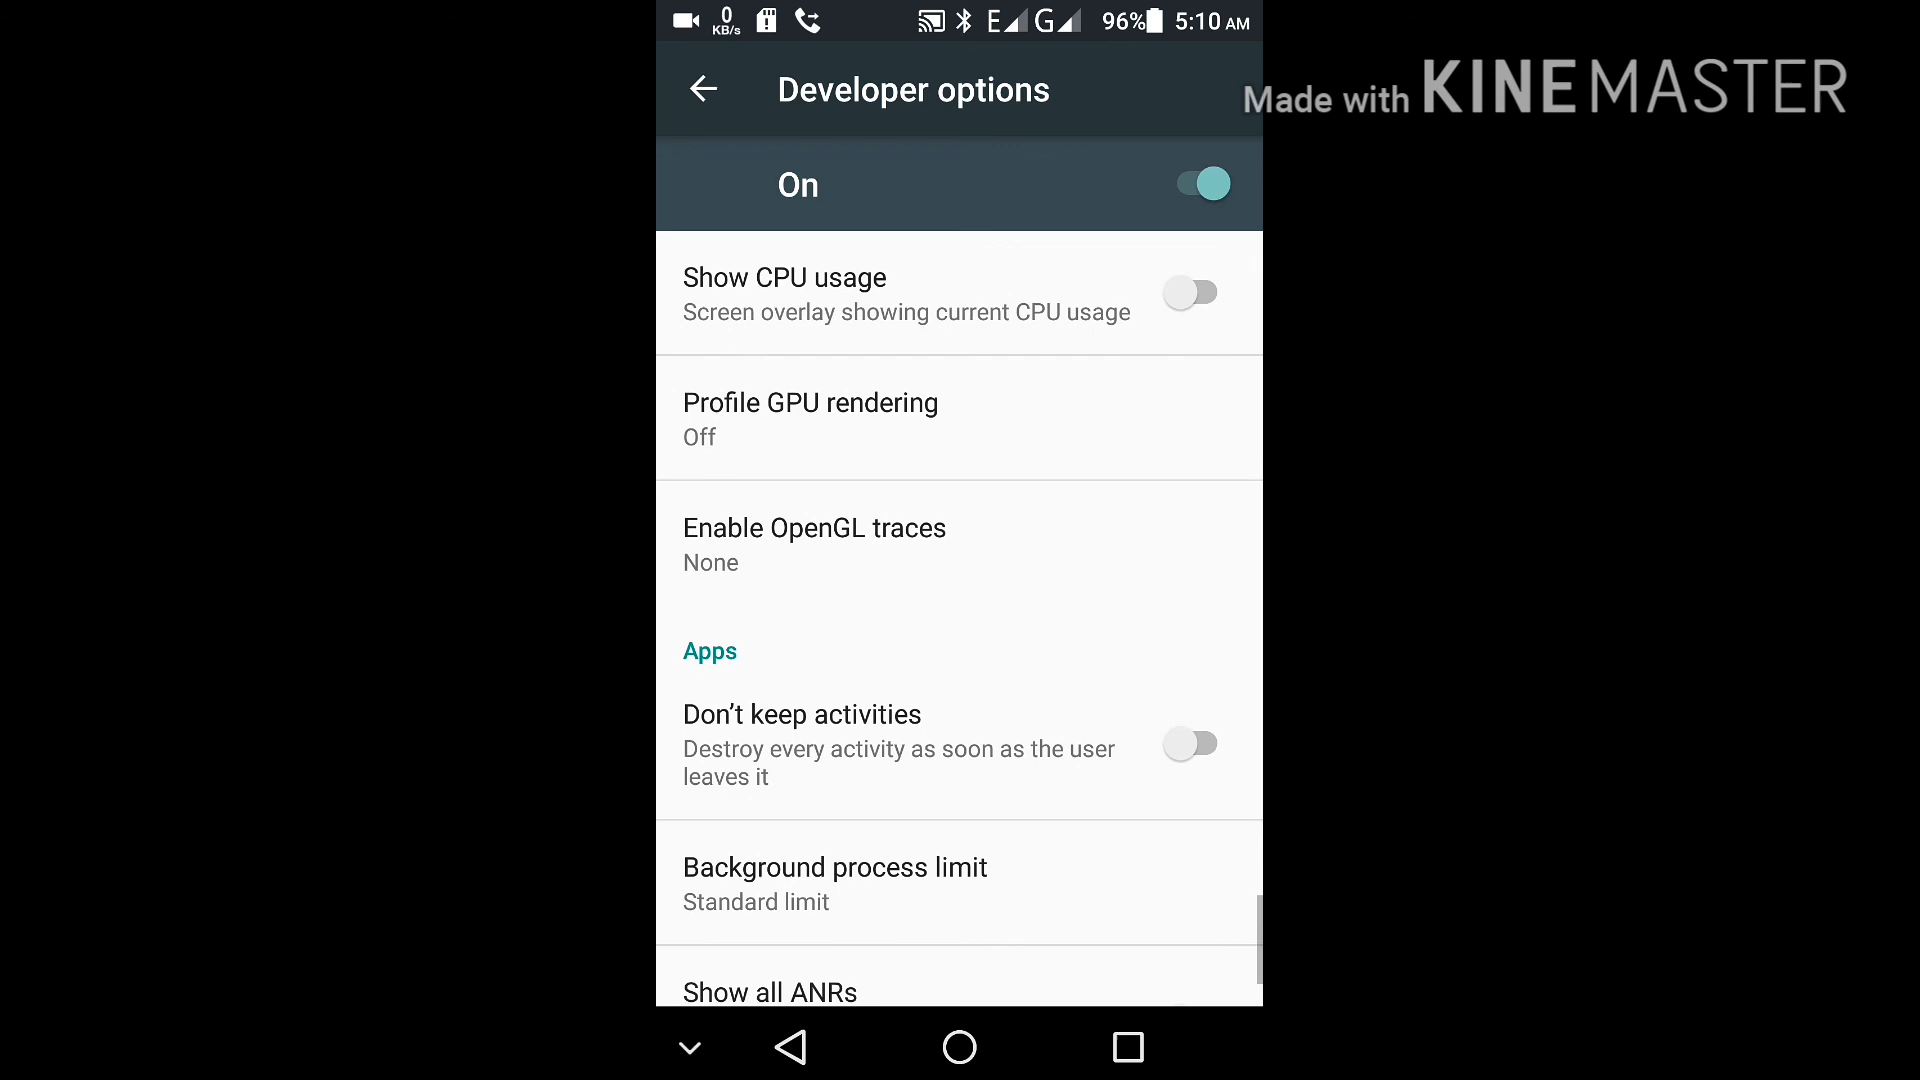 0 KB/s E G 96% 5:10 AM
Developer options
Made with KINEMASTER
On
Show CPU usage
Screen overlay showing current CPU usage
Profile GPU rendering
Off
Enable OpenGL traces
None
Apps
Don’t keep activities
Destroy every activity as soon as the user
leaves it
Background process limit
Standard limit
Show all ANRs